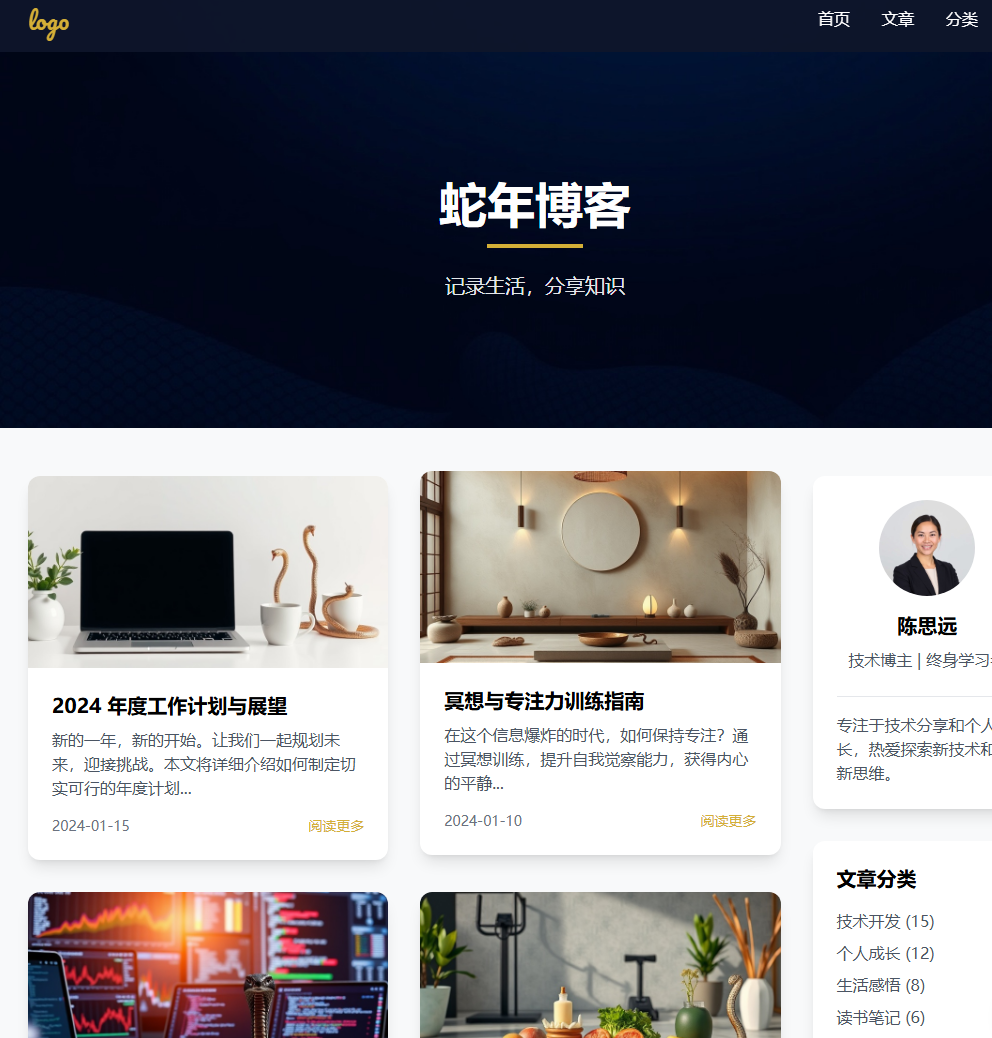 logo
首页 文章 分类
蛇年博客
记录生活，分享知识
2024 年度工作计划与展望
新的一年，新的开始。让我们一起规划未
来，迎接挑战。本文将详细介绍如何制定切
实可行的年度计划...
2024-01-15 阅读更多
冥想与专注力训练指南
在这个信息爆炸的时代，如何保持专注？通
过冥想训练，提升自我觉察能力，获得内心
的平静...
2024-01-10 阅读更多
陈思远
技术博主 | 终身学习
专注于技术分享和个人
长，热爱探索新技术和
新思维。
文章分类
技术开发 (15)
个人成长 (12)
生活感悟 (8)
读书笔记 (6)